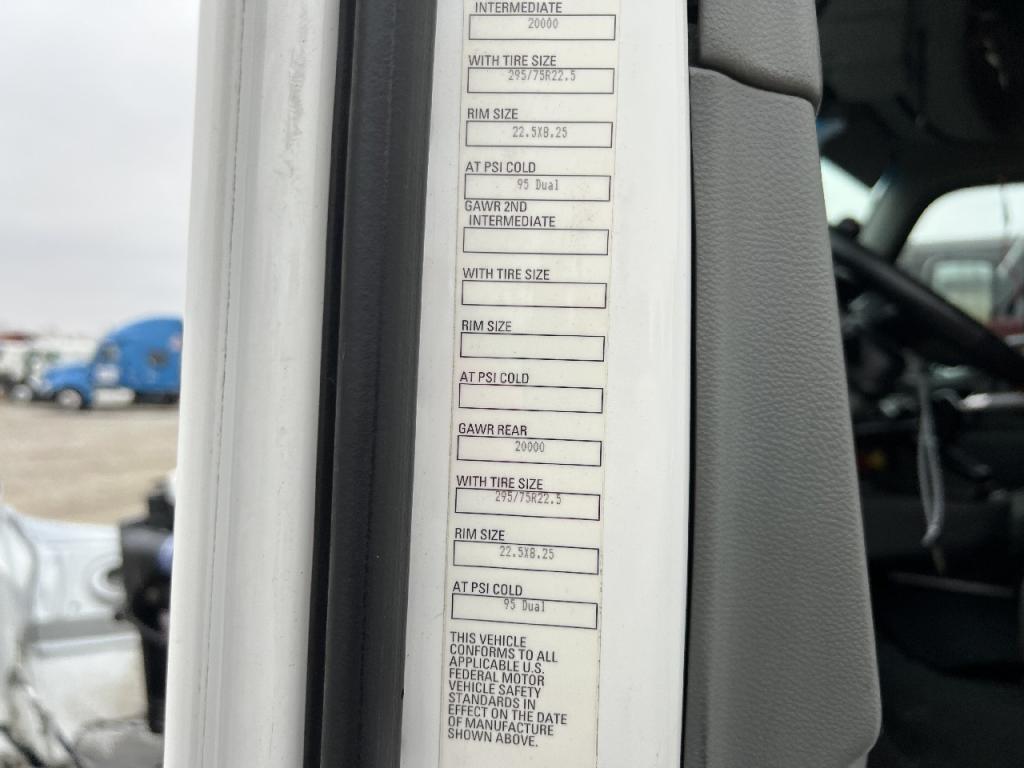 INTERMEDIATE
20000
WITH TIRE SIZE
295/75R22.5
RIM SIZE
22.5X8.25
AT PSI COLD
95 Dual
GAWR 2ND
INTERMEDIATE
WITH TIRE SIZE
RIM SIZE
AT PSI COLD
GAWR REAR
20000
WITH TIRE SIZE
295/75R22.5
RIM SIZE
22.5X8.25
AT PSI COLD
95 Dual
THIS VEHICLE
CONFORMS TO ALL
APPLICABLE U.S.
FEDERAL MOTOR
VEHICLE SAFETY
STANDARDS IN
EFFECT ON THE DATE
OF MANUFACTURE
SHOWN ABOVE.